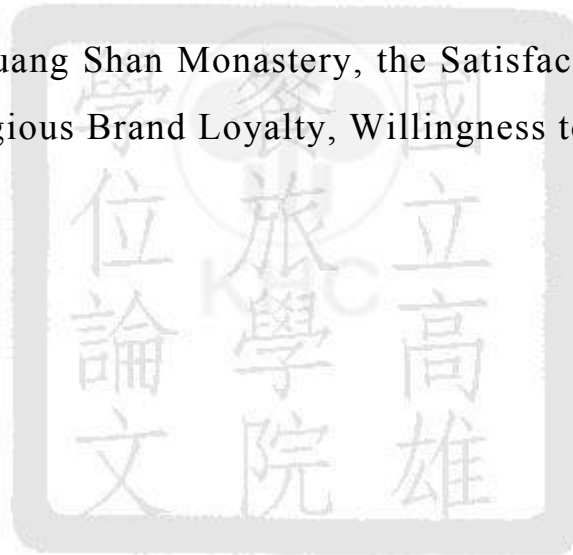 uang Shan Monastery, the Satisfac
gious Brand Loyalty, Willingness to
國立高雄
餐旅學院
學位論文
KHC